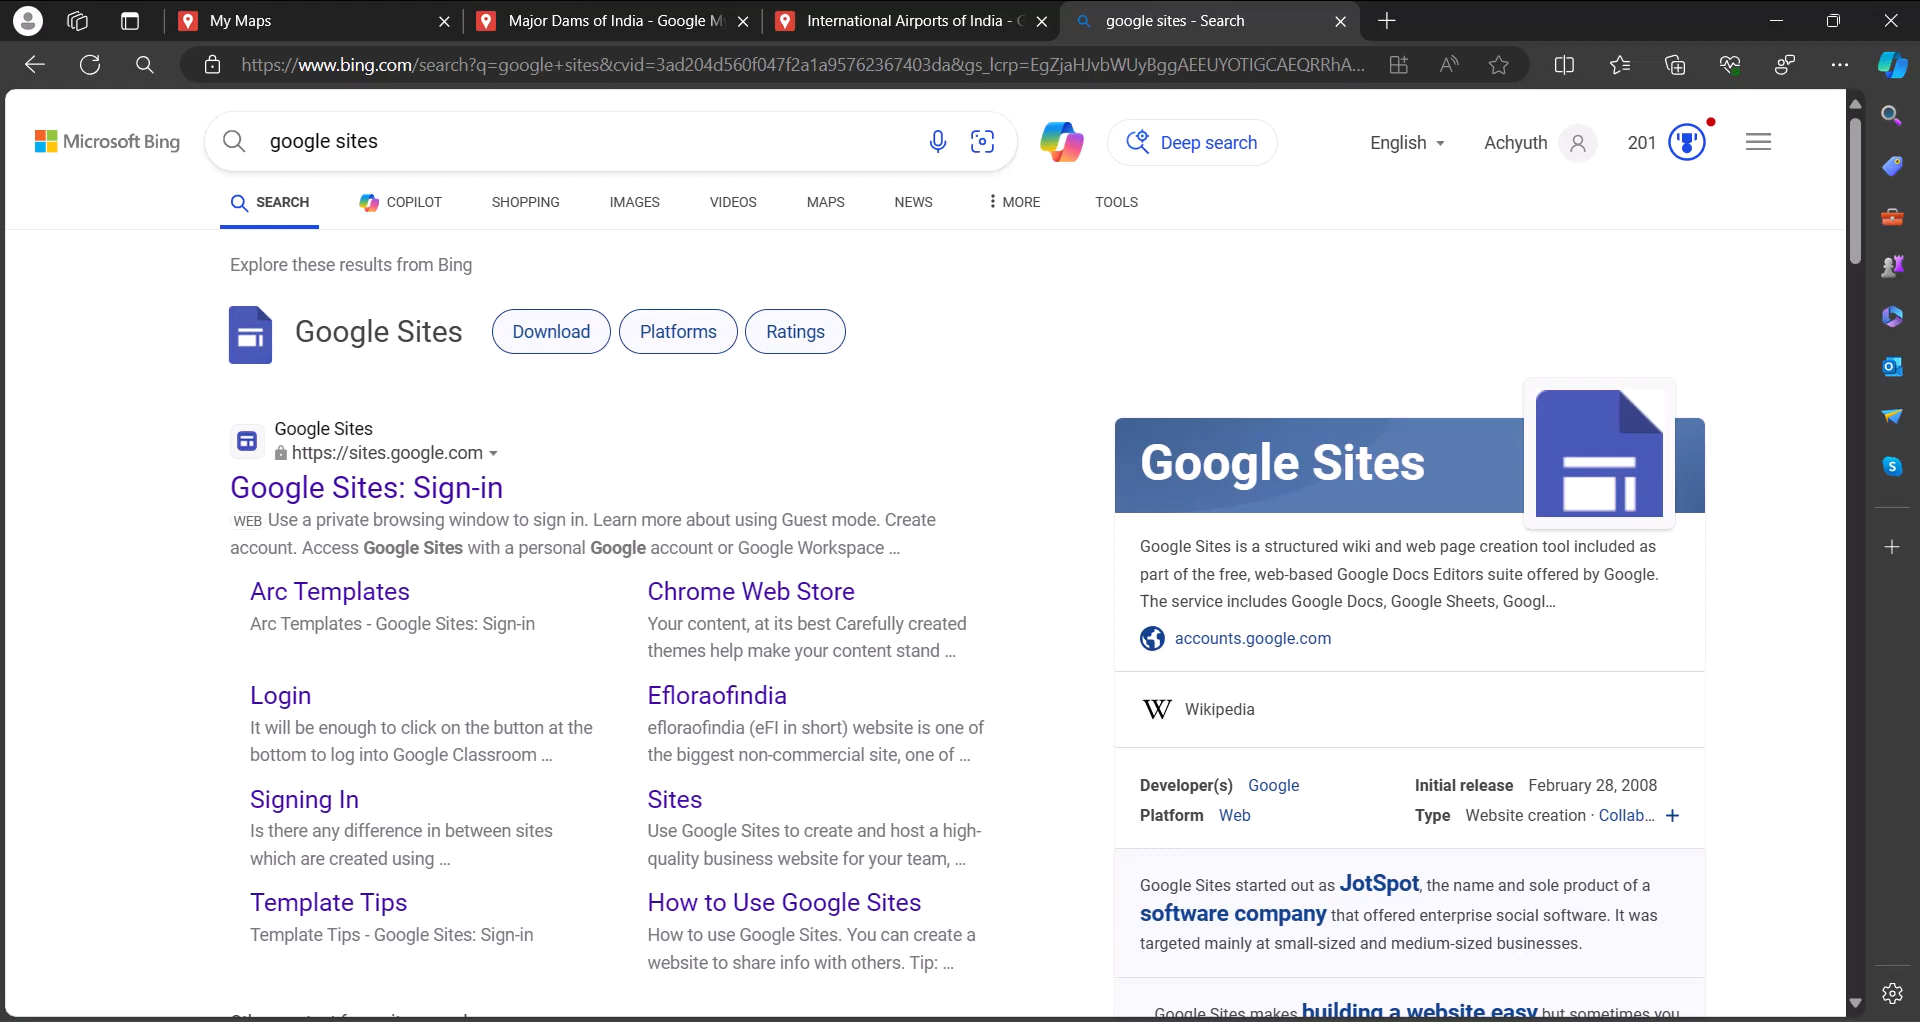 My Maps
Major Dams of India - Google M
International Airports of India - G
google sites - Search
https://www.bing.com/search?q=google+sites&cvid=3ad204d560f047f2a1a95762367403da&gs_lcrp=EgZjaHJvbWUyBggAEEUYOTIGCAEQRRhA...
Microsoft Bing
google sites
Deep search
English
Achyuth
201
SEARCH
COPILOT
SHOPPING
IMAGES
VIDEOS
MAPS
NEWS
MORE
TOOLS
Explore these results from Bing
Google Sites
Download
Platforms
Ratings
Google Sites
https://sites.google.com
Google Sites: Sign-in
WEB Use a private browsing window to sign in. Learn more about using Guest mode. Create
account. Access Google Sites with a personal Google account or Google Workspace ...
Arc Templates
Arc Templates - Google Sites: Sign-in
Chrome Web Store
Your content, at its best Carefully created
themes help make your content stand ...
Login
It will be enough to click on the button at the
bottom to log into Google Classroom ...
Efloraofindia
efloraofindia (eFI in short) website is one of
the biggest non-commercial site, one of ...
Signing In
Is there any difference in between sites
which are created using ...
Sites
Use Google Sites to create and host a high-
quality business website for your team, ...
Template Tips
Template Tips - Google Sites: Sign-in
How to Use Google Sites
How to use Google Sites. You can create a
website to share info with others. Tip: ...
Google Sites
Google Sites is a structured wiki and web page creation tool included as
part of the free, web-based Google Docs Editors suite offered by Google.
The service includes Google Docs, Google Sheets, Googl...
accounts.google.com
W Wikipedia
Developer(s) Google
Initial release February 28, 2008
Platform Web
Type Website creation · Collab... +
Google Sites started out as JotSpot, the name and sole product of a
software company that offered enterprise social software. It was
targeted mainly at small-sized and medium-sized businesses.
Google Sites makes building a website easy but sometimes you